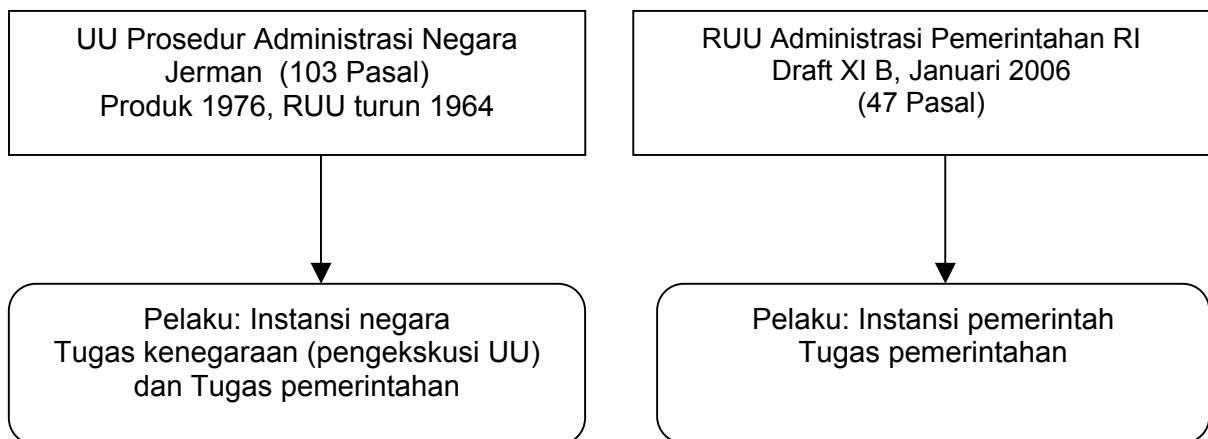 UU Prosedur Administrasi Negara
Jerman (103 Pasal)
Produk 1976, RUU turun 1964
RUU Administrasi Pemerintahan RI
Draft XI B, Januari 2006
(47 Pasal)
Pelaku: Instansi negara
Tugas kenegaraan (pengekskusi UU)
dan Tugas pemerintahan
Pelaku: Instansi pemerintah
Tugas pemerintahan